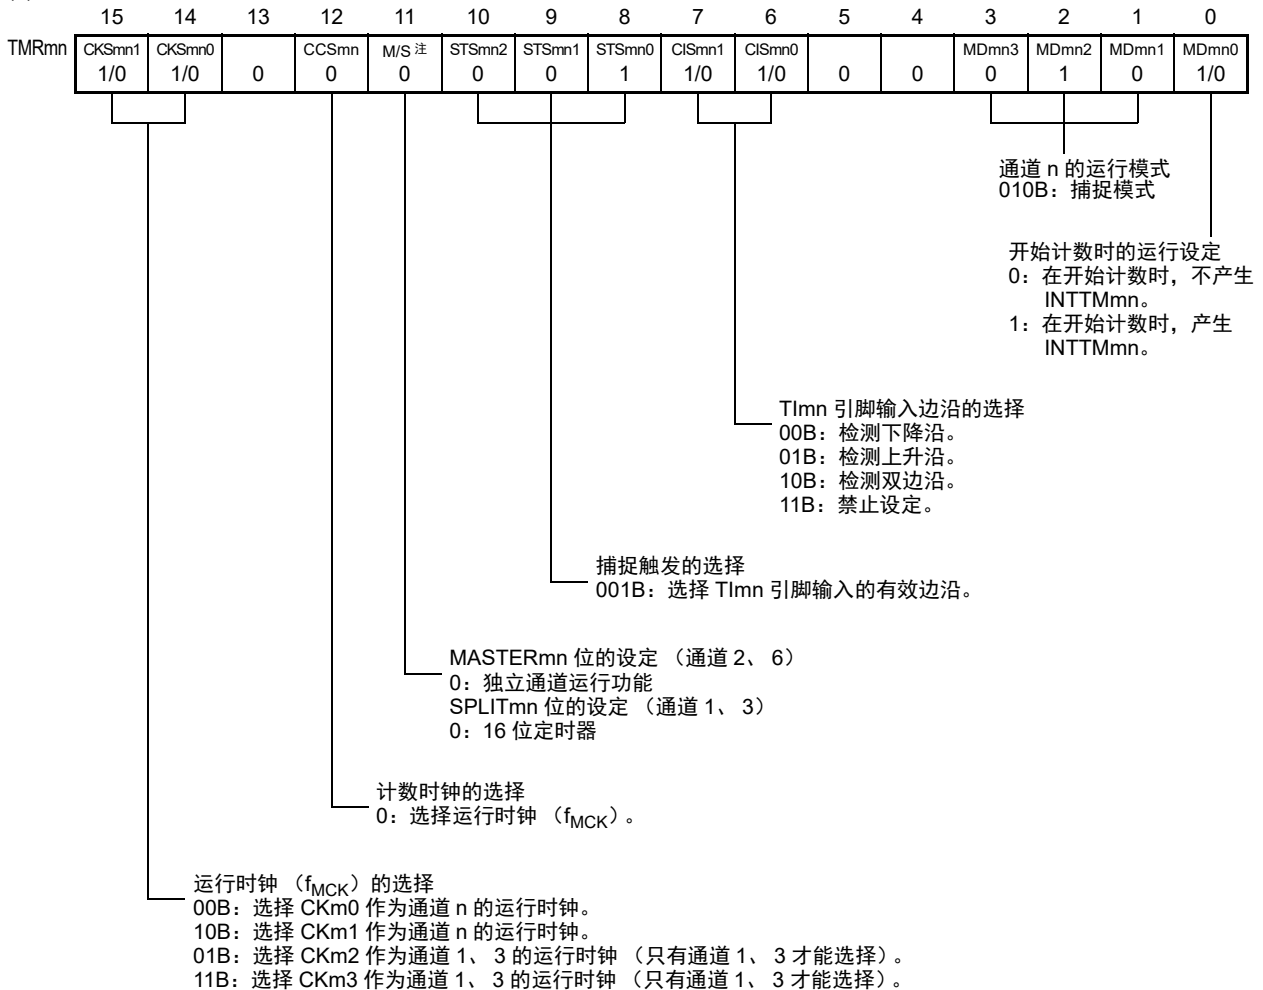 15 14 13 12 11 10 9 8 7 6 5 4 3 2 1 0
TMRmn CKSmn1 CKSmn0 CCSmn M/S 注 STSmn2 STSmn1 STSmn0 CISmn1 CISmn0 MDmn3 MDmn2 MDmn1 MDmn0
1/0 1/0 0 0 0 0 0 1 1/0 1/0 0 0 0 1 0 1/0
通道 n 的运行模式
010B：捕捉模式
开始计数时的运行设定
0：在开始计数时，不产生
INTTMmn。
1：在开始计数时，产生
INTTMmn。
TImn 引脚输入边沿的选择
00B：检测下降沿。
01B：检测上升沿。
10B：检测双边沿。
11B：禁止设定。
捕捉触发的选择
001B：选择 TImn 引脚输入的有效边沿。
MASTERmn 位的设定 （通道 2、 6）
0：独立通道运行功能
SPLITmn 位的设定 （通道 1、 3）
0：16 位定时器
计数时钟的选择
0：选择运行时钟 （fMCK）。
运行时钟 （fMCK）的选择
00B：选择 CKm0 作为通道 n 的运行时钟。
10B：选择 CKm1 作为通道 n 的运行时钟。
01B：选择 CKm2 作为通道 1、 3 的运行时钟 （只有通道 1、 3 才能选择）。
11B：选择 CKm3 作为通道 1、 3 的运行时钟 （只有通道 1、 3 才能选择）。